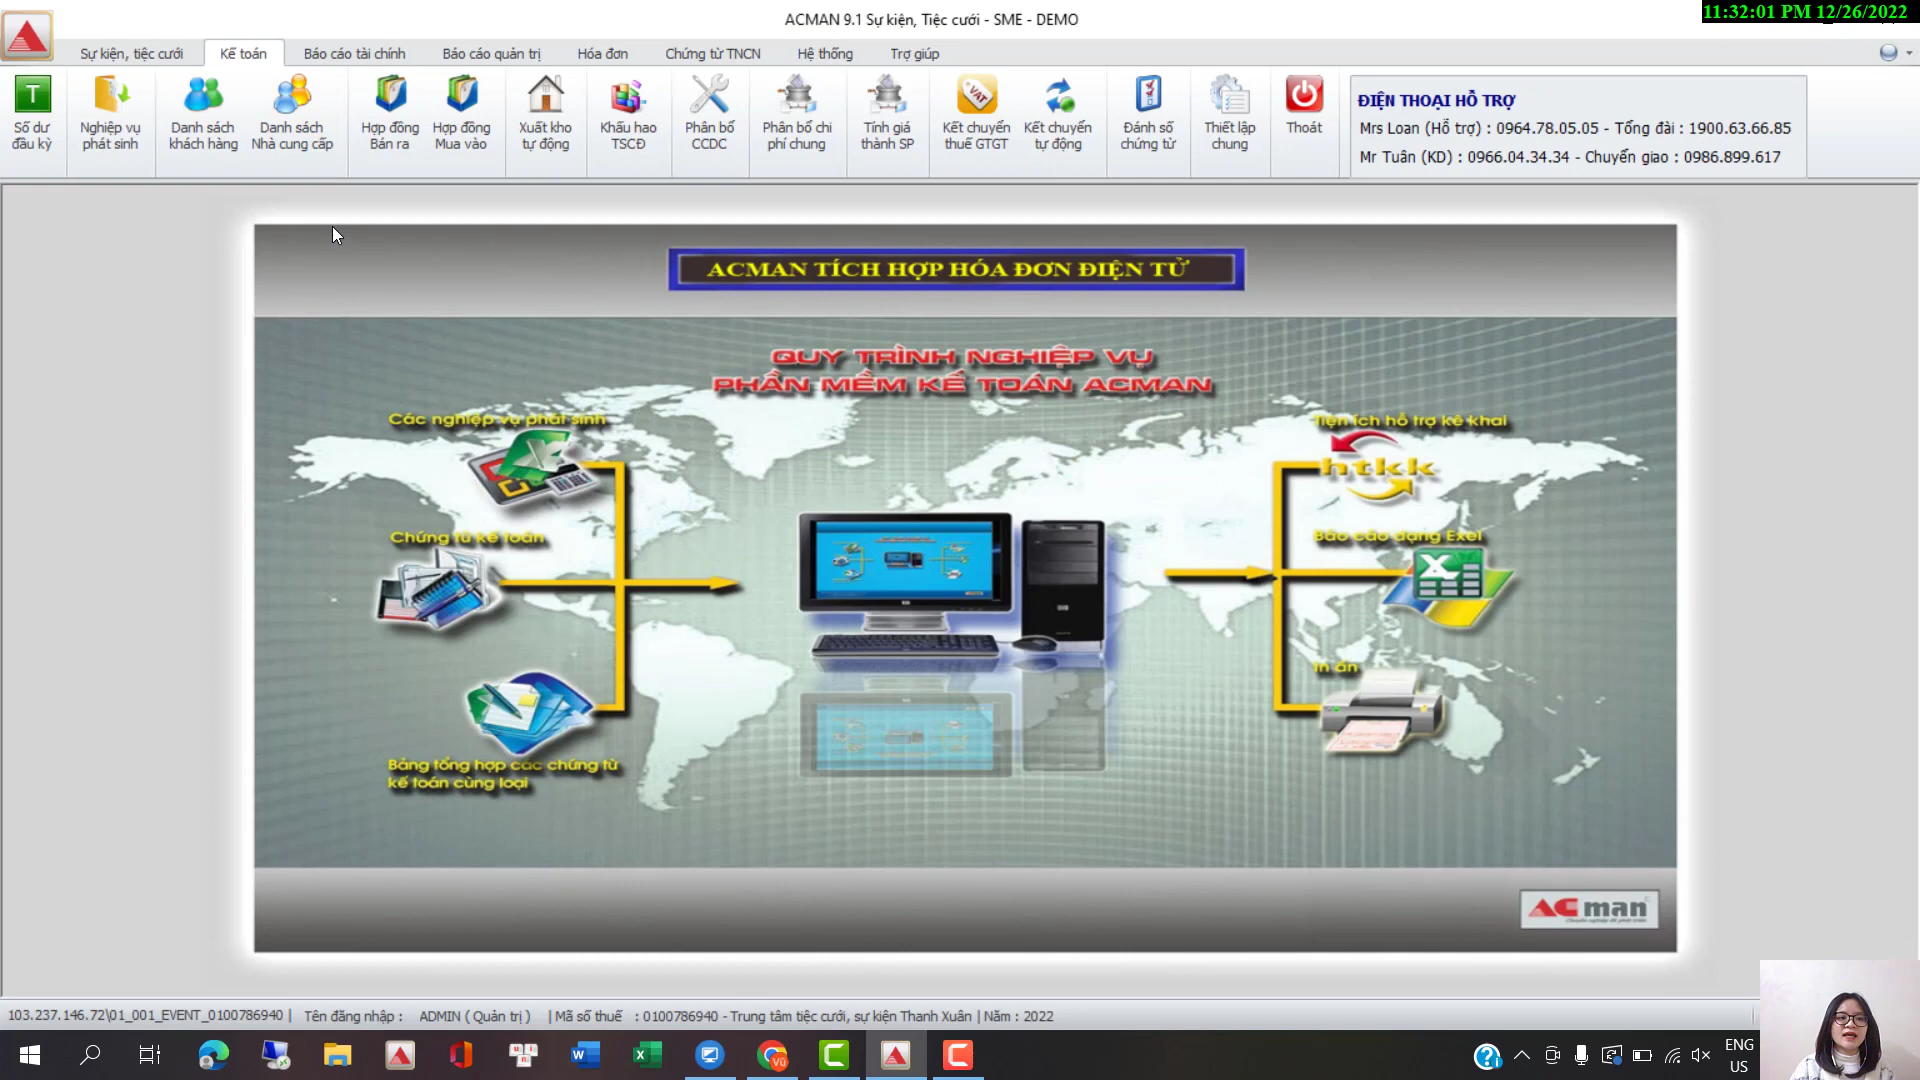 ACMAN 9.1 Sự kiện, Tiệc cưới - SME - DEMO
11:32:01 PM 12/26/2022
Sự kiện, tiệc cưới
Kế toán
Báo cáo tài chính
Báo cáo quản trị
Hóa đơn
Chứng từ TNCN
Hệ thống
Trợ giúp
T
Số dư
đầu kỳ
Nghiệp vụ
phát sinh
Danh sách
khách hàng
Danh sách
Nhà cung cấp
Hợp đồng
Bán ra
Hợp đồng
Mua vào
Xuất kho
tự động
Khấu hao
TSCĐ
Phân bổ
CCDC
Phân bổ chi
phí chung
Tính giá
thành SP
VAT
Kết chuyển
thuế GTGT
Kết chuyển
tự động
Đánh số
chứng từ
Thiết lập
chung
Thoát
ĐIỆN THOẠI HỖ TRỢ
Mrs Loan (Hỗ trợ) : 0964.78.05.05 - Tổng đài : 1900.63.66.85
Mr Tuân (KD) : 0966.04.34.34 - Chuyển giao : 0986.899.617
ACMAN TÍCH HỢP HÓA ĐƠN ĐIỆN TỬ
QUY TRÌNH NGHIỆP VỤ
PHẦN MỀM KẾ TOÁN ACMAN
Các nghiệp vụ phát sinh
Chứng từ kế toán
Bảng tổng hợp các chứng từ
kế toán cùng loại
Tiện ích hỗ trợ kê khai
htkk
Báo cáo dạng Exel
In ấn
ACman
103.237.146.72\01_001_EVENT_0100786940 | Tên đăng nhập : ADMIN ( Quản trị ) | Mã số thuế : 0100786940 - Trung tâm tiệc cưới, sự kiện Thanh Xuân | Năm : 2022
ENG
US